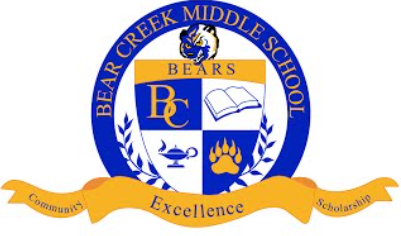 BEAR CREEK MIDDLE SCHOOL
BEARS
BC
Community
Excellence
Scholarship